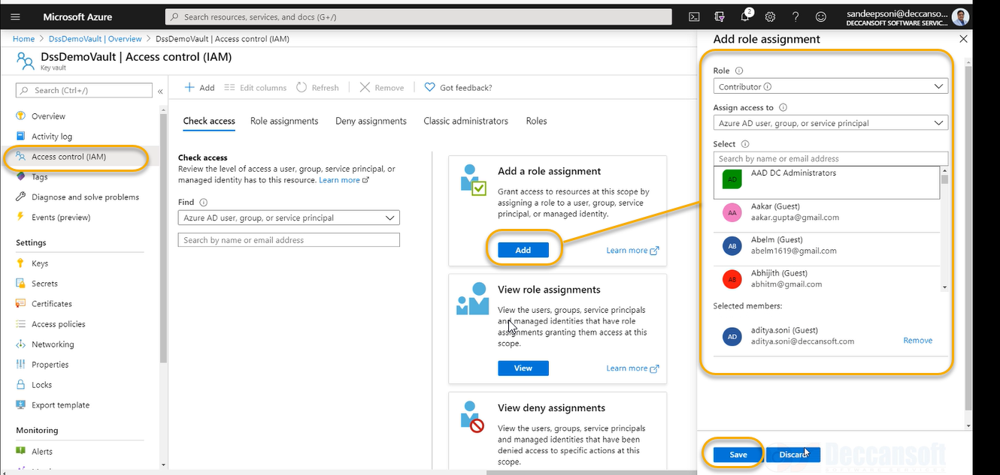 Microsoft Azure
Search resources, services, and docs (G+/)
2
sandeepsoni@deccanso...
DECCANSOFT SOFTWARE SERVIC...
Home > DssDemoVault | Overview > DssDemoVault | Access control (IAM)
DssDemoVault | Access control (IAM)
Key vault
Search (Ctrl+/)
«
Overview
Activity log
Access control (IAM)
Tags
Diagnose and solve problems
Events (preview)
Settings
Keys
Secrets
Certificates
Access policies
Networking
Properties
Locks
Export template
Monitoring
Alerts
Add
Edit columns
Refresh
Remove
Got feedback?
Check access
Role assignments
Deny assignments
Classic administrators
Roles
Check access
Review the level of access a user, group, service principal, or
managed identity has to this resource. Learn more
Find
Azure AD user, group, or service principal
Search by name or email address
Add a role assignment
Grant access to resources at this scope by
assigning a role to a user, group, service
principal, or managed identity.
Add
Learn more
View role assignments
View the users, groups, service principals
and managed identities that have role
assignments granting them access at this
scope.
View
Learn more
View deny assignments
View the users, groups, service principals
and managed identities that have been
denied access to specific actions at this
scope.
Add role assignment
Role
Contributor
Assign access to
Azure AD user, group, or service principal
Select
Search by name or email address
AD
AAD DC Administrators
AA
Aakar (Guest)
aakar.gupta@gmail.com
AB
Abelm (Guest)
abelm1619@gmail.com
AB
Abhijith (Guest)
abhitm@gmail.com
Selected members:
AD
aditya.soni (Guest)
aditya.soni@deccansoft.com
Remove
Save
Discard
Deccansoft